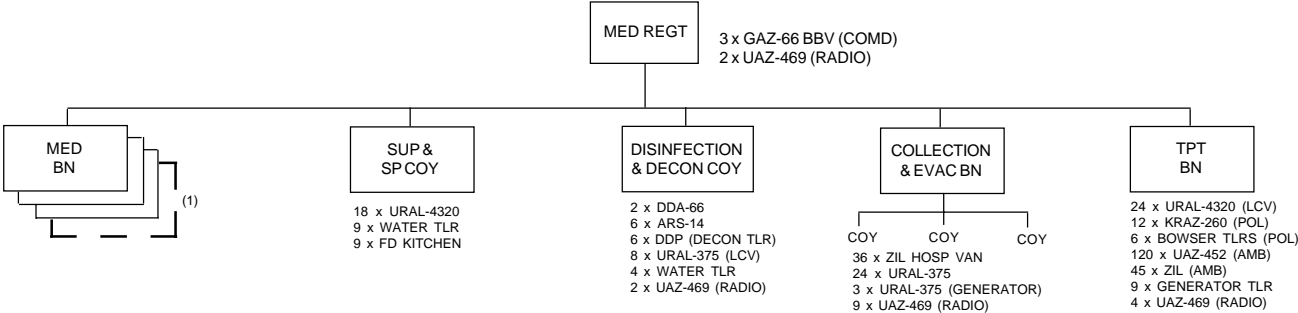 MED REGT
3 x GAZ-66 BBV (COMD)
2 x UAZ-469 (RADIO)
MED
BN
(1)
SUP &
SP COY
18 x URAL-4320
9 x WATER TLR
9 x FD KITCHEN
DISINFECTION
& DECON COY
2 x DDA-66
6 x ARS-14
6 x DDP (DECON TLR)
8 x URAL-375 (LCV)
4 x WATER TLR
2 x UAZ-469 (RADIO)
COLLECTION
& EVAC BN
COY COY COY
36 x ZIL HOSP VAN
24 x URAL-375
3 x URAL-375 (GENERATOR)
9 x UAZ-469 (RADIO)
TPT
BN
24 x URAL-4320 (LCV)
12 x KRAZ-260 (POL)
6 x BOWSER TLRS (POL)
120 x UAZ-452 (AMB)
45 x ZIL (AMB)
9 x GENERATOR TLR
4 x UAZ-469 (RADIO)